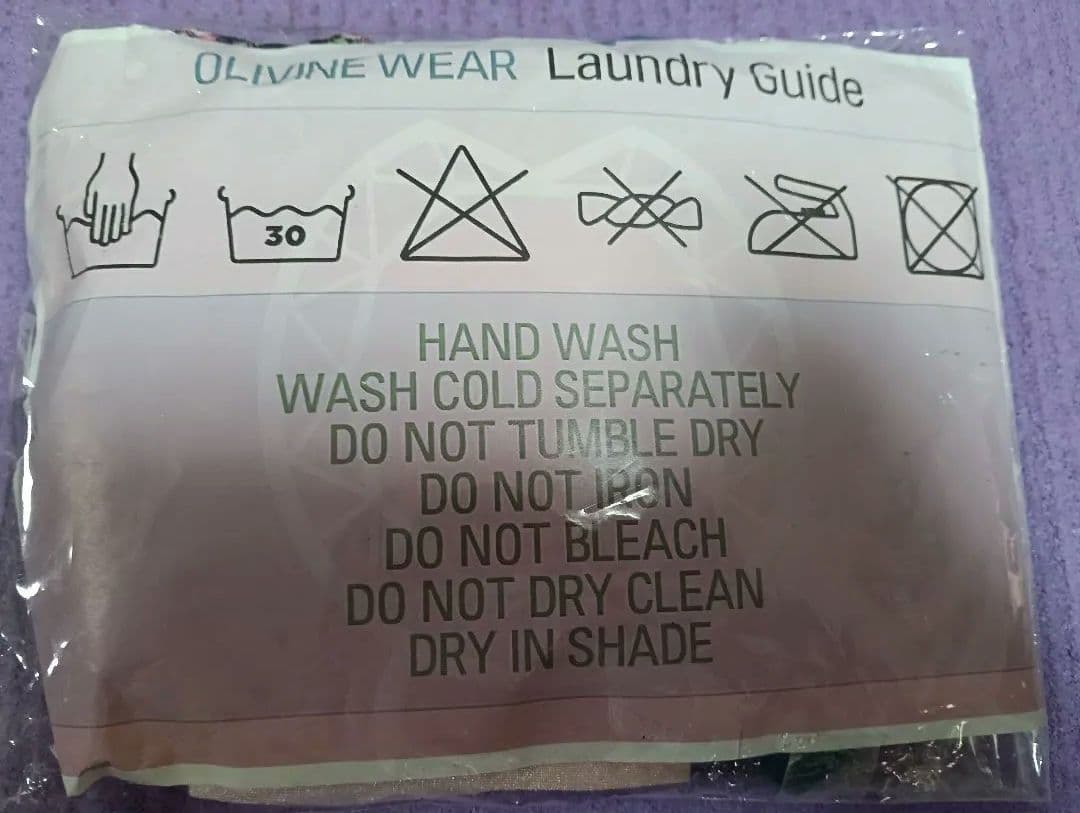 OLIVINE WEAR Laundry Guide
30
HAND WASH
WASH COLD SEPARATELY
DO NOT TUMBLE DRY
DO NOT IRON
DO NOT BLEACH
DO NOT DRY CLEAN
DRY IN SHADE